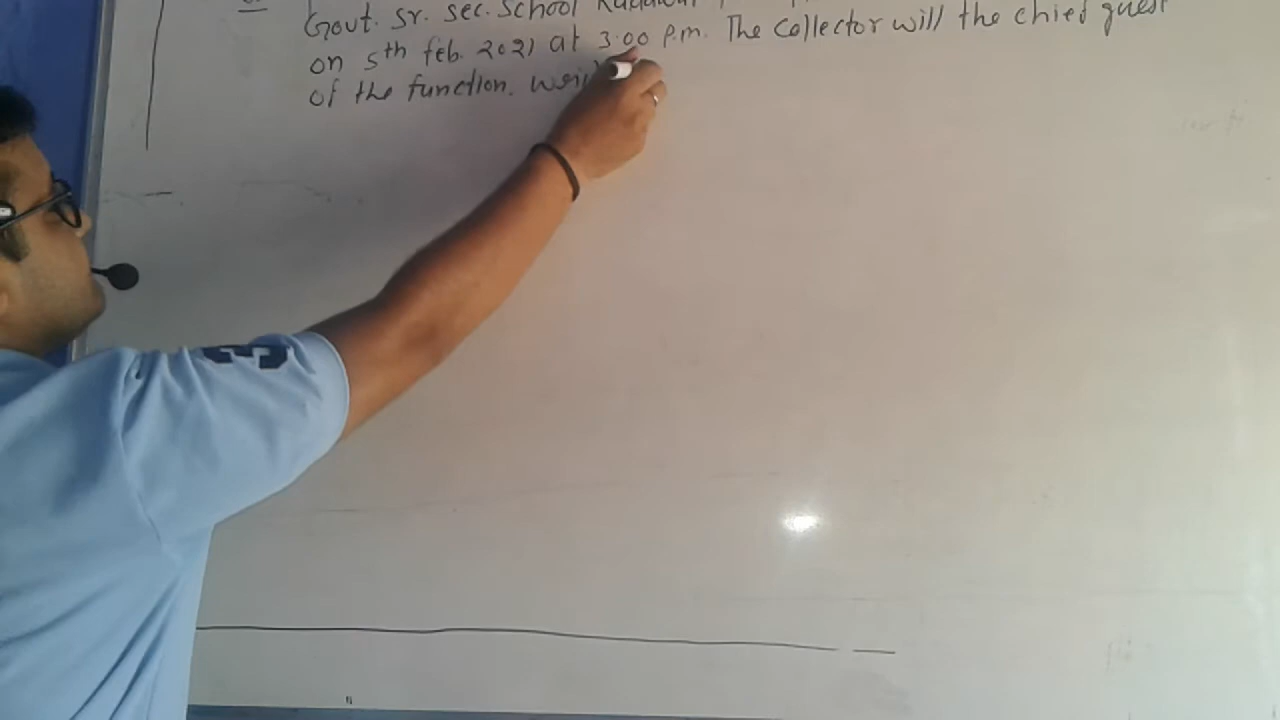 Govt. Sr. Sec. School
on 5th feb. 2021 at 3:00 p.m. The Collector will the chief guest
of the function.
3